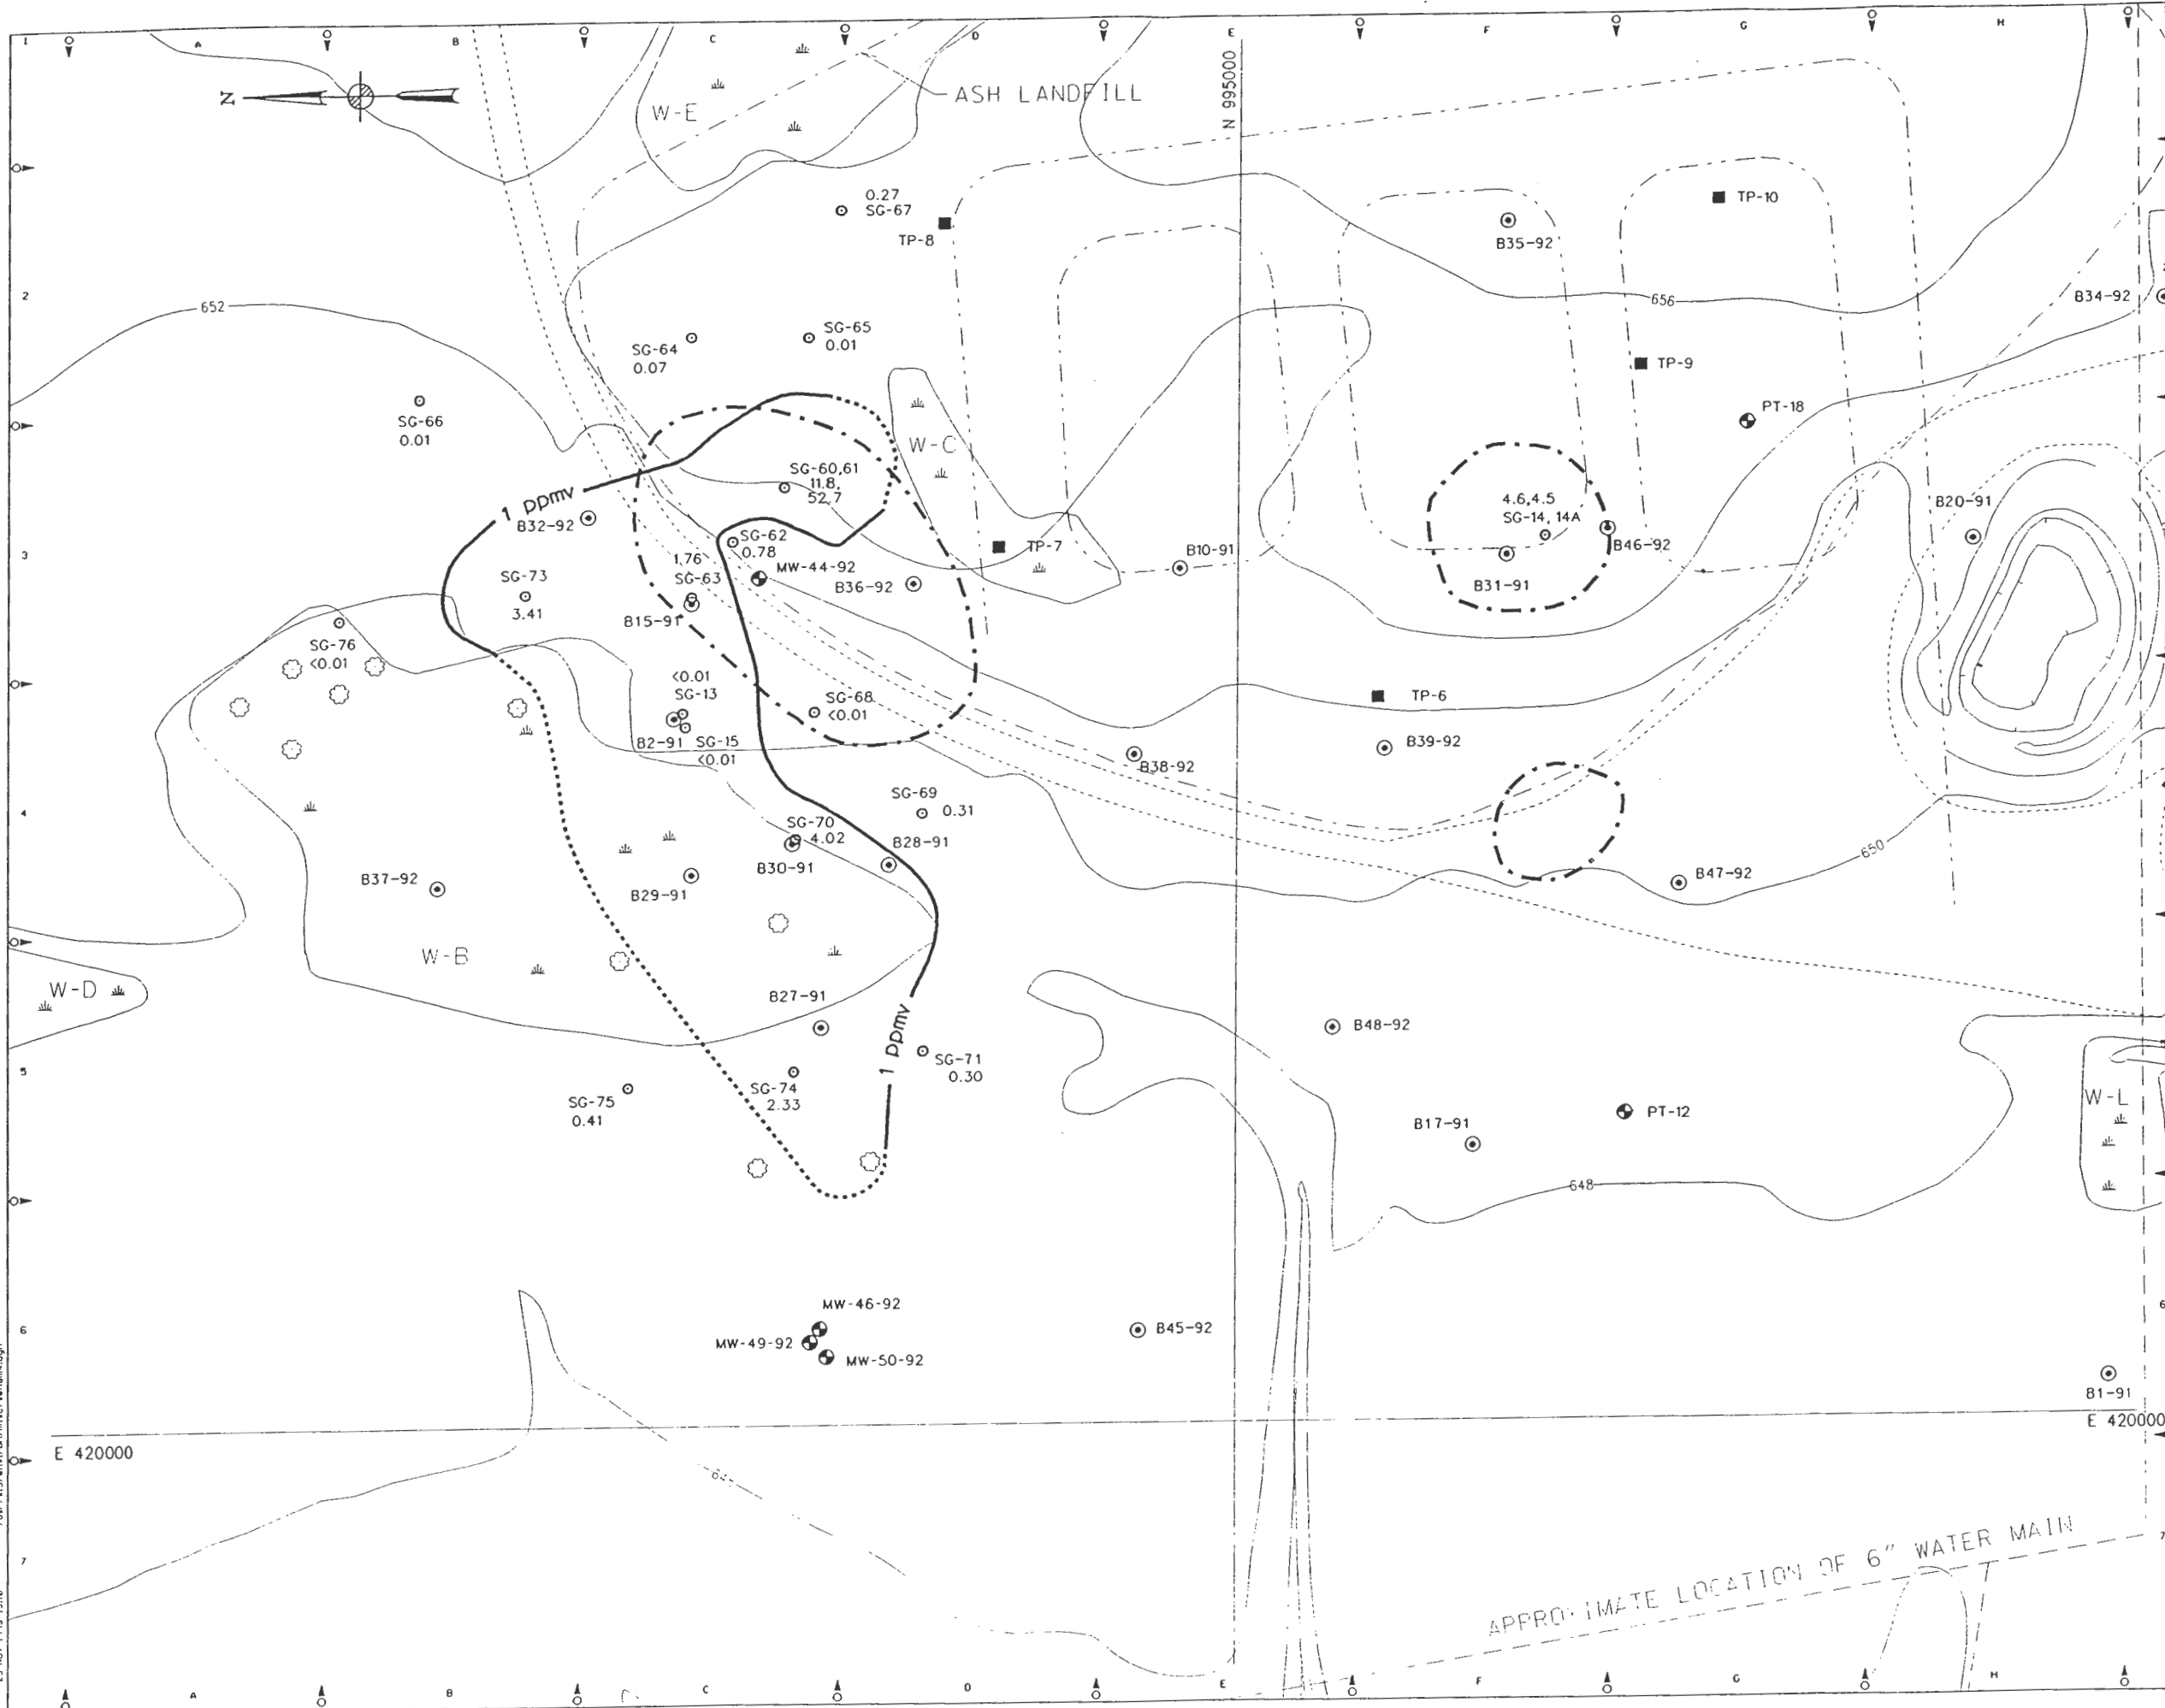 I A B C D E F G H
Z
ASH LANDFILL
W-E
N 995000
0.27
SG-67
TP-8
TP-10
B35-92
2
652
656
B34-92
SG-65
0.01
SG-64
0.07
TP-9
SG-66
0.01
PT-18
W-C
SG-60,61
11.8,
52.7
1 ppmv
B32-92
4.6,4.5
SG-14, 14A
B20-91
3
SG-62
0.78
TP-7
B10-91
B46-92
1.76
SG-63
MW-44-92
B36-92
B31-91
SG-73
3.41
B15-91
SG-76
<0.01
<0.01
SG-13
SG-68
<0.01
TP-6
B2-91
SG-15
<0.01
B39-92
B38-92
SG-69
0.31
4
SG-70
4.02
B28-91
650
B30-91
B37-92
B29-91
B47-92
W-B
W-D
B27-91
1 ppmv
B48-92
5
SG-71
0.30
SG-74
2.33
SG-75
0.41
W-L
B17-91
PT-12
648
MW-46-92
6
6
MW-49-92
B45-92
MW-50-92
B1-91
E 420000
E 420000
7
7
APPROXIMATE LOCATION OF 6" WATER MAIN
A B C D E F G H